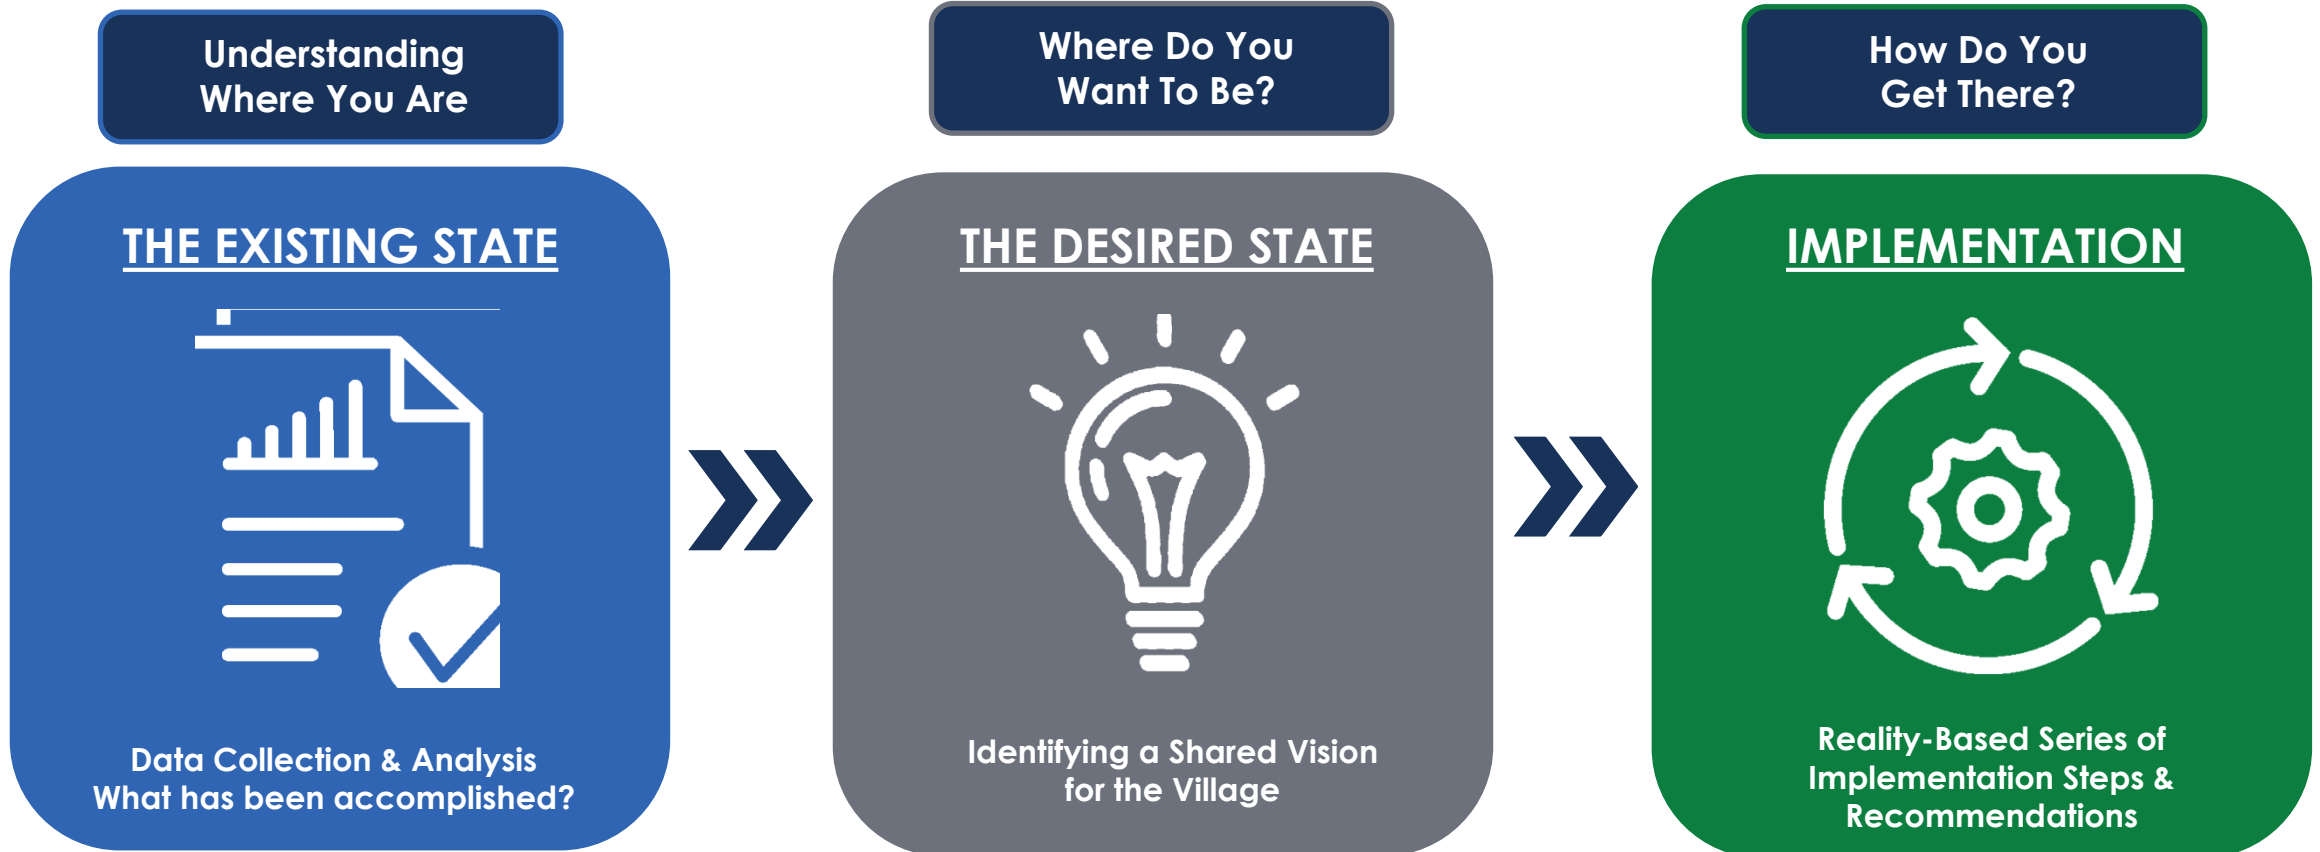 Understanding
Where You Are
THE EXISTING STATE
Data Collection & Analysis
What has been accomplished?
Where Do You
Want To Be?
THE DESIRED STATE
Identifying a Shared Vision
for the Village
How Do You
Get There?
IMPLEMENTATION
Reality-Based Series of
Implementation Steps &
Recommendations